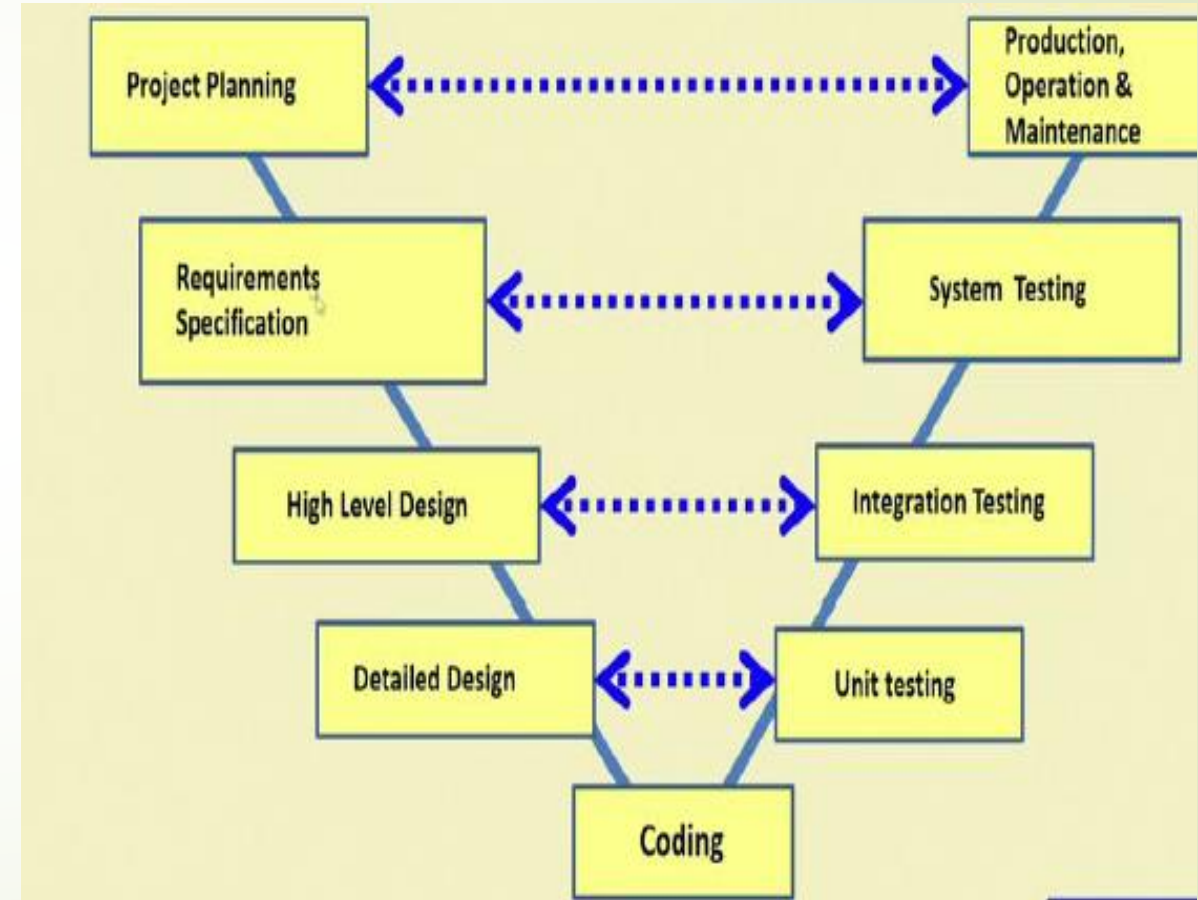 Project Planning
Production,
Operation &
Maintenance
Requirements
Specification
System Testing
High Level Design
Integration Testing
Detailed Design
Unit testing
Coding